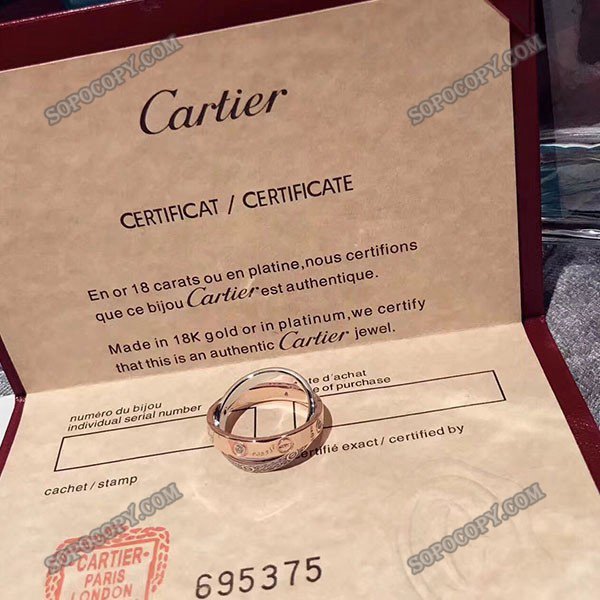 SOPOCOPY.COM
SOPOCOPY.COM
Cartier
CERTIFICAT / CERTIFICATE
En or 18 carats ou en platine,nous certifions
que ce bijou Cartier est authentique.
Made in 18K gold or in platinum,we certify
that this is an authentic Cartier jewel.
numéro du bijou
individual serial number
te d'achat
of purchase
certifié exact / certified by
cachet / stamp
CARTIER
PARIS
LONDON
695375
SOPOCOPY.COM
SOPOCOPY.COM